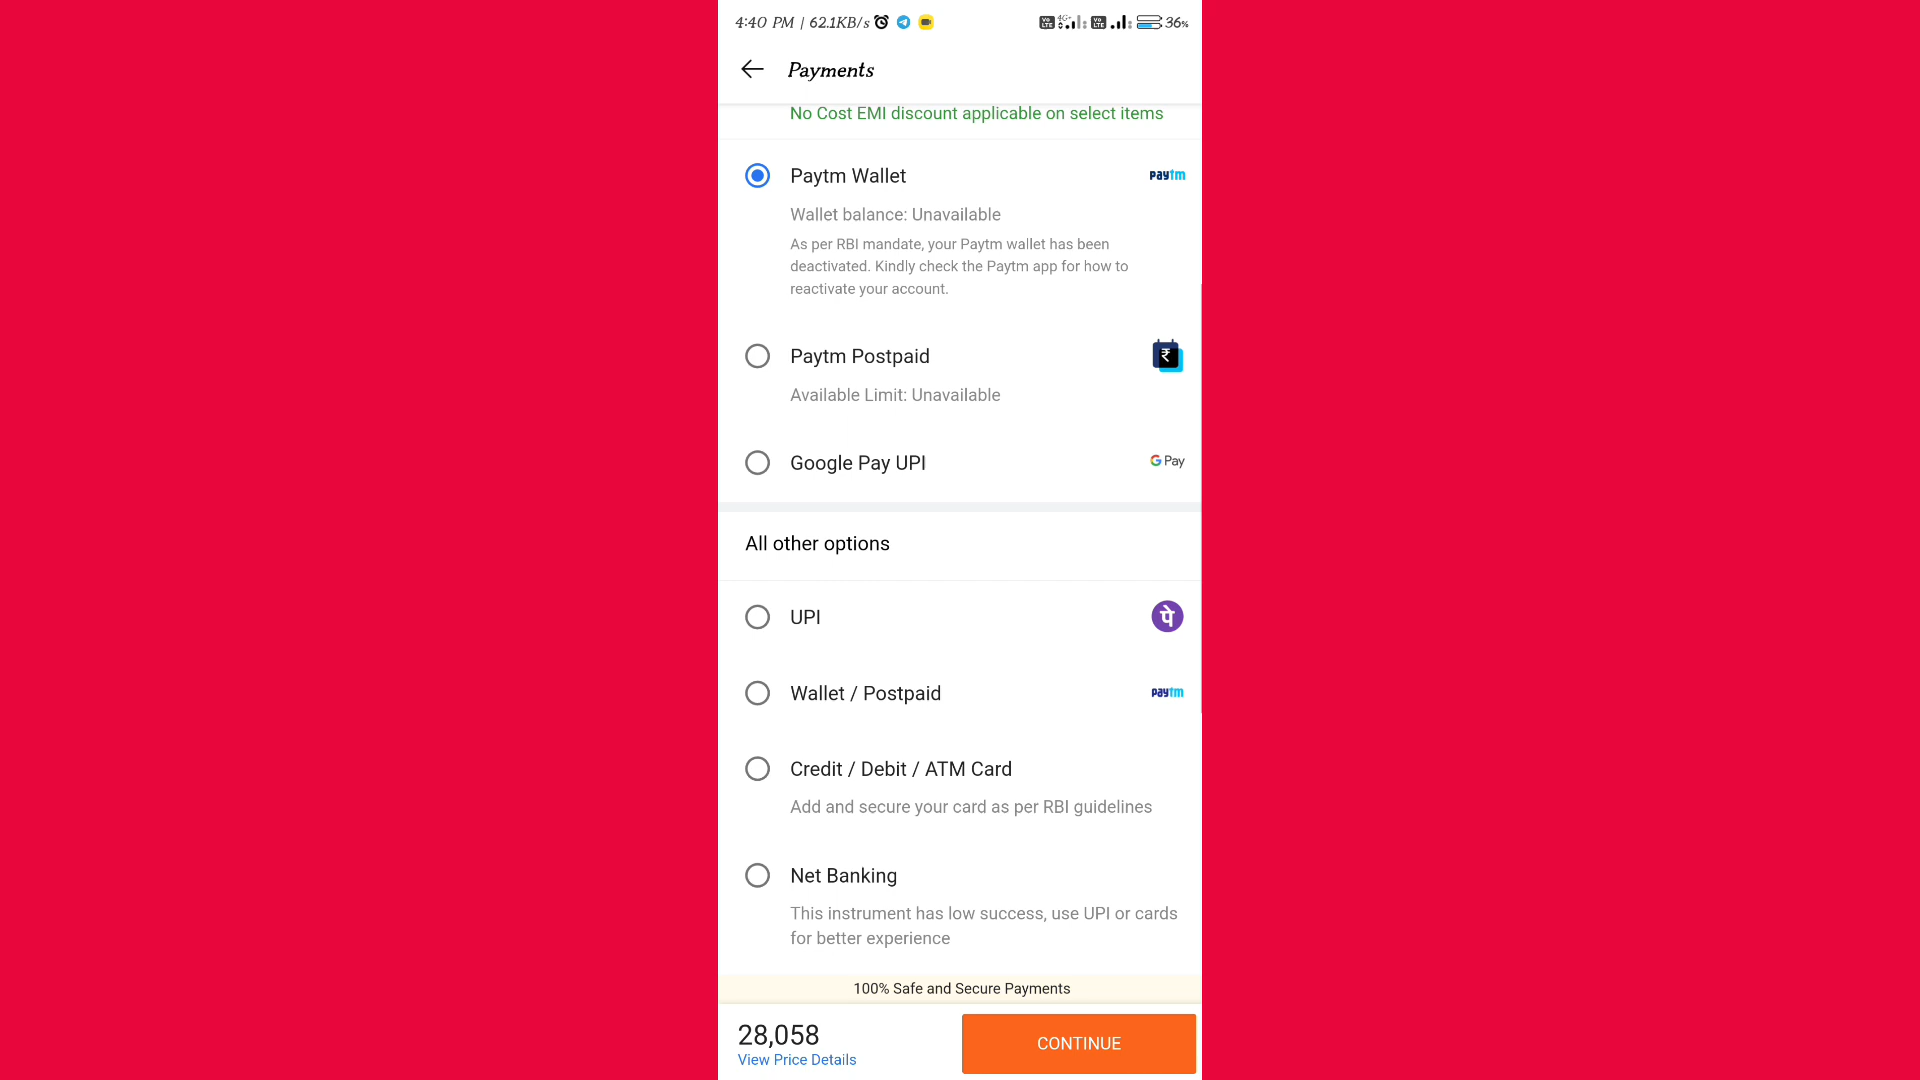 4:40 PM | 62.1KB/s
Vo LTE 4G+ Vo LTE 36%
Payments
No Cost EMI discount applicable on select items
Paytm Wallet paytm
Wallet balance: Unavailable
As per RBI mandate, your Paytm wallet has been
deactivated. Kindly check the Paytm app for how to
reactivate your account.
Paytm Postpaid ₹
Available Limit: Unavailable
Google Pay UPI G Pay
All other options
UPI पे
Wallet / Postpaid paytm
Credit / Debit / ATM Card
Add and secure your card as per RBI guidelines
Net Banking
This instrument has low success, use UPI or cards
for better experience
100% Safe and Secure Payments
28,058
View Price Details
CONTINUE